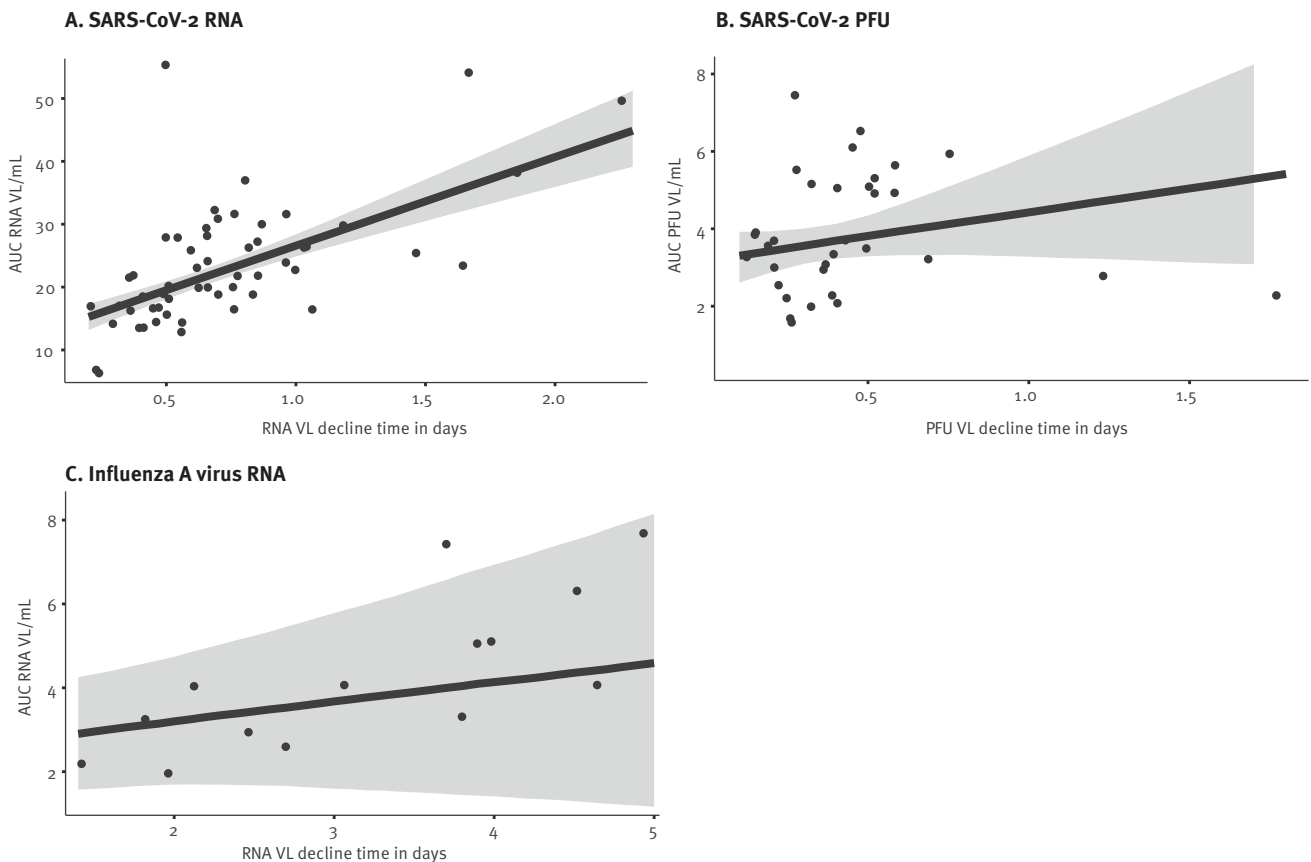 A. SARS-CoV-2 RNA
AUC RNA VL/mL
50
40
30
20
10
0.5
1.0
1.5
2.0
RNA VL decline time in days
B. SARS-CoV-2 PFU
AUC PFU VL/mL
8
6
4
2
0.5
1.0
1.5
PFU VL decline time in days
C. Influenza A virus RNA
AUC RNA VL/mL
8
6
4
2
2
3
4
5
RNA VL decline time in days